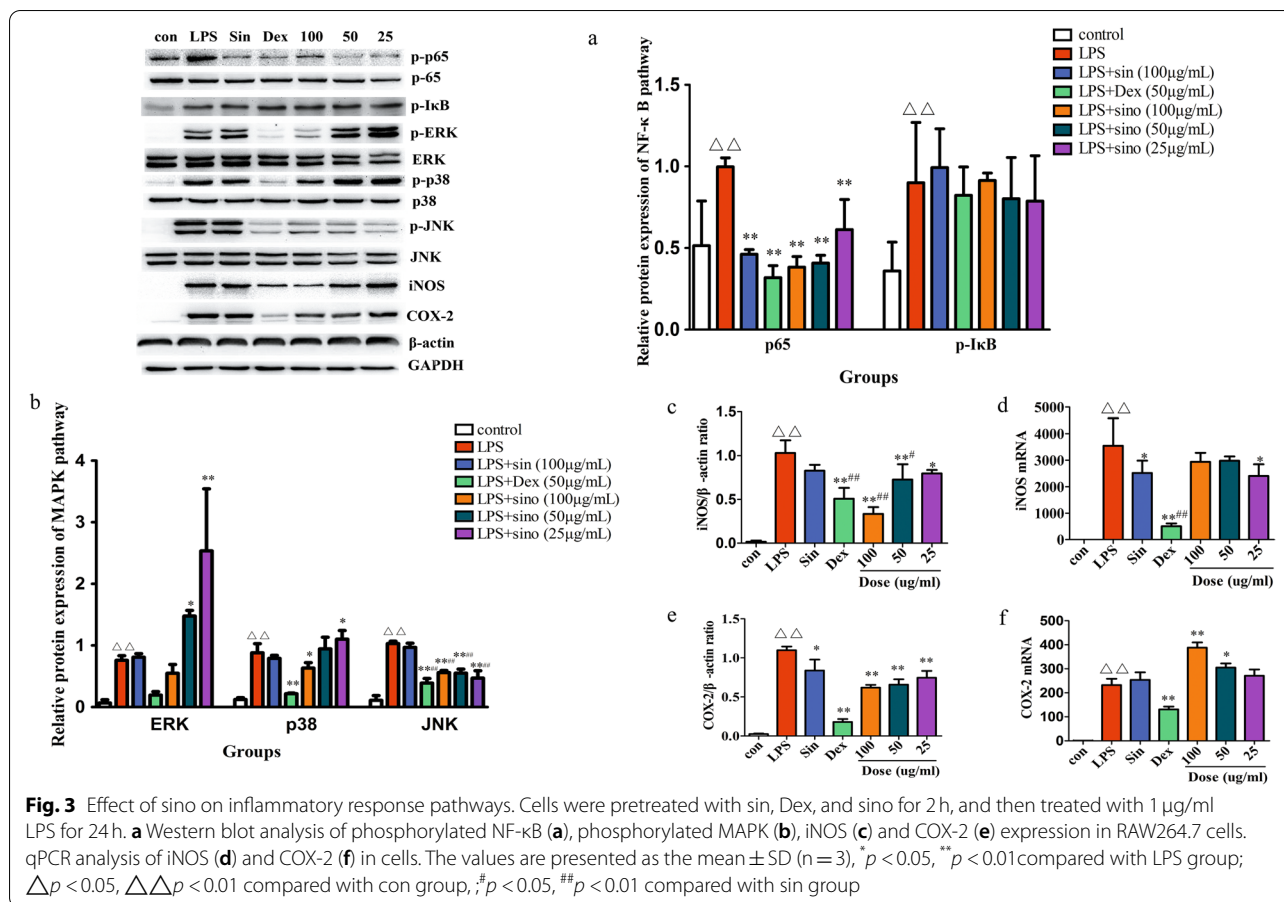 con LPS Sin Dex 100 50 25
p-p65
p-65
p-IκB
p-ERK
ERK
p-p38
p38
p-JNK
JNK
iNOS
COX-2
β-actin
GAPDH
a
Relative protein expression of NF-κ B pathway
1.5
1.0
0.5
0.0
△△
**
**
**
**
**
△△
p65
p-IκB
Groups
control
LPS
LPS+sin (100μg/mL)
LPS+Dex (50μg/mL)
LPS+sino (100μg/mL)
LPS+sino (50μg/mL)
LPS+sino (25μg/mL)
b
Relative protein expression of MAPK pathway
4
3
2
1
0
△△
*
**
△△
**
*
*
△△
**##
**##
**##
**##
ERK
p38
JNK
Groups
control
LPS
LPS+sin (100μg/mL)
LPS+Dex (50μg/mL)
LPS+sino (100μg/mL)
LPS+sino (50μg/mL)
LPS+sino (25μg/mL)
c
iNOS/β -actin ratio
1.5
1.0
0.5
0.0
△△
**##
**##
**#
*
con LPS Sin Dex 100 50 25
Dose (ug/ml)
d
iNOS mRNA
5000
4000
3000
2000
1000
0
△△
*
**##
*
con LPS Sin Dex 100 50 25
Dose (ug/ml)
e
COX-2/β -actin ratio
1.5
1.0
0.5
0.0
△△
*
**
**
**
**
con LPS Sin Dex 100 50 25
Dose (ug/ml)
f
COX-2 mRNA
500
400
300
200
100
0
△△
**
**
*
con LPS Sin Dex 100 50 25
Dose (ug/ml)
Fig. 3 Effect of sino on inflammatory response pathways. Cells were pretreated with sin, Dex, and sino for 2 h, and then treated with 1 μg/ml
LPS for 24 h. a Western blot analysis of phosphorylated NF-κB (a), phosphorylated MAPK (b), iNOS (c) and COX-2 (e) expression in RAW264.7 cells.
qPCR analysis of iNOS (d) and COX-2 (f) in cells. The values are presented as the mean ± SD (n = 3), *p < 0.05, **p < 0.01compared with LPS group;
△p < 0.05, △△p < 0.01 compared with con group, ;#p < 0.05, ##p < 0.01 compared with sin group